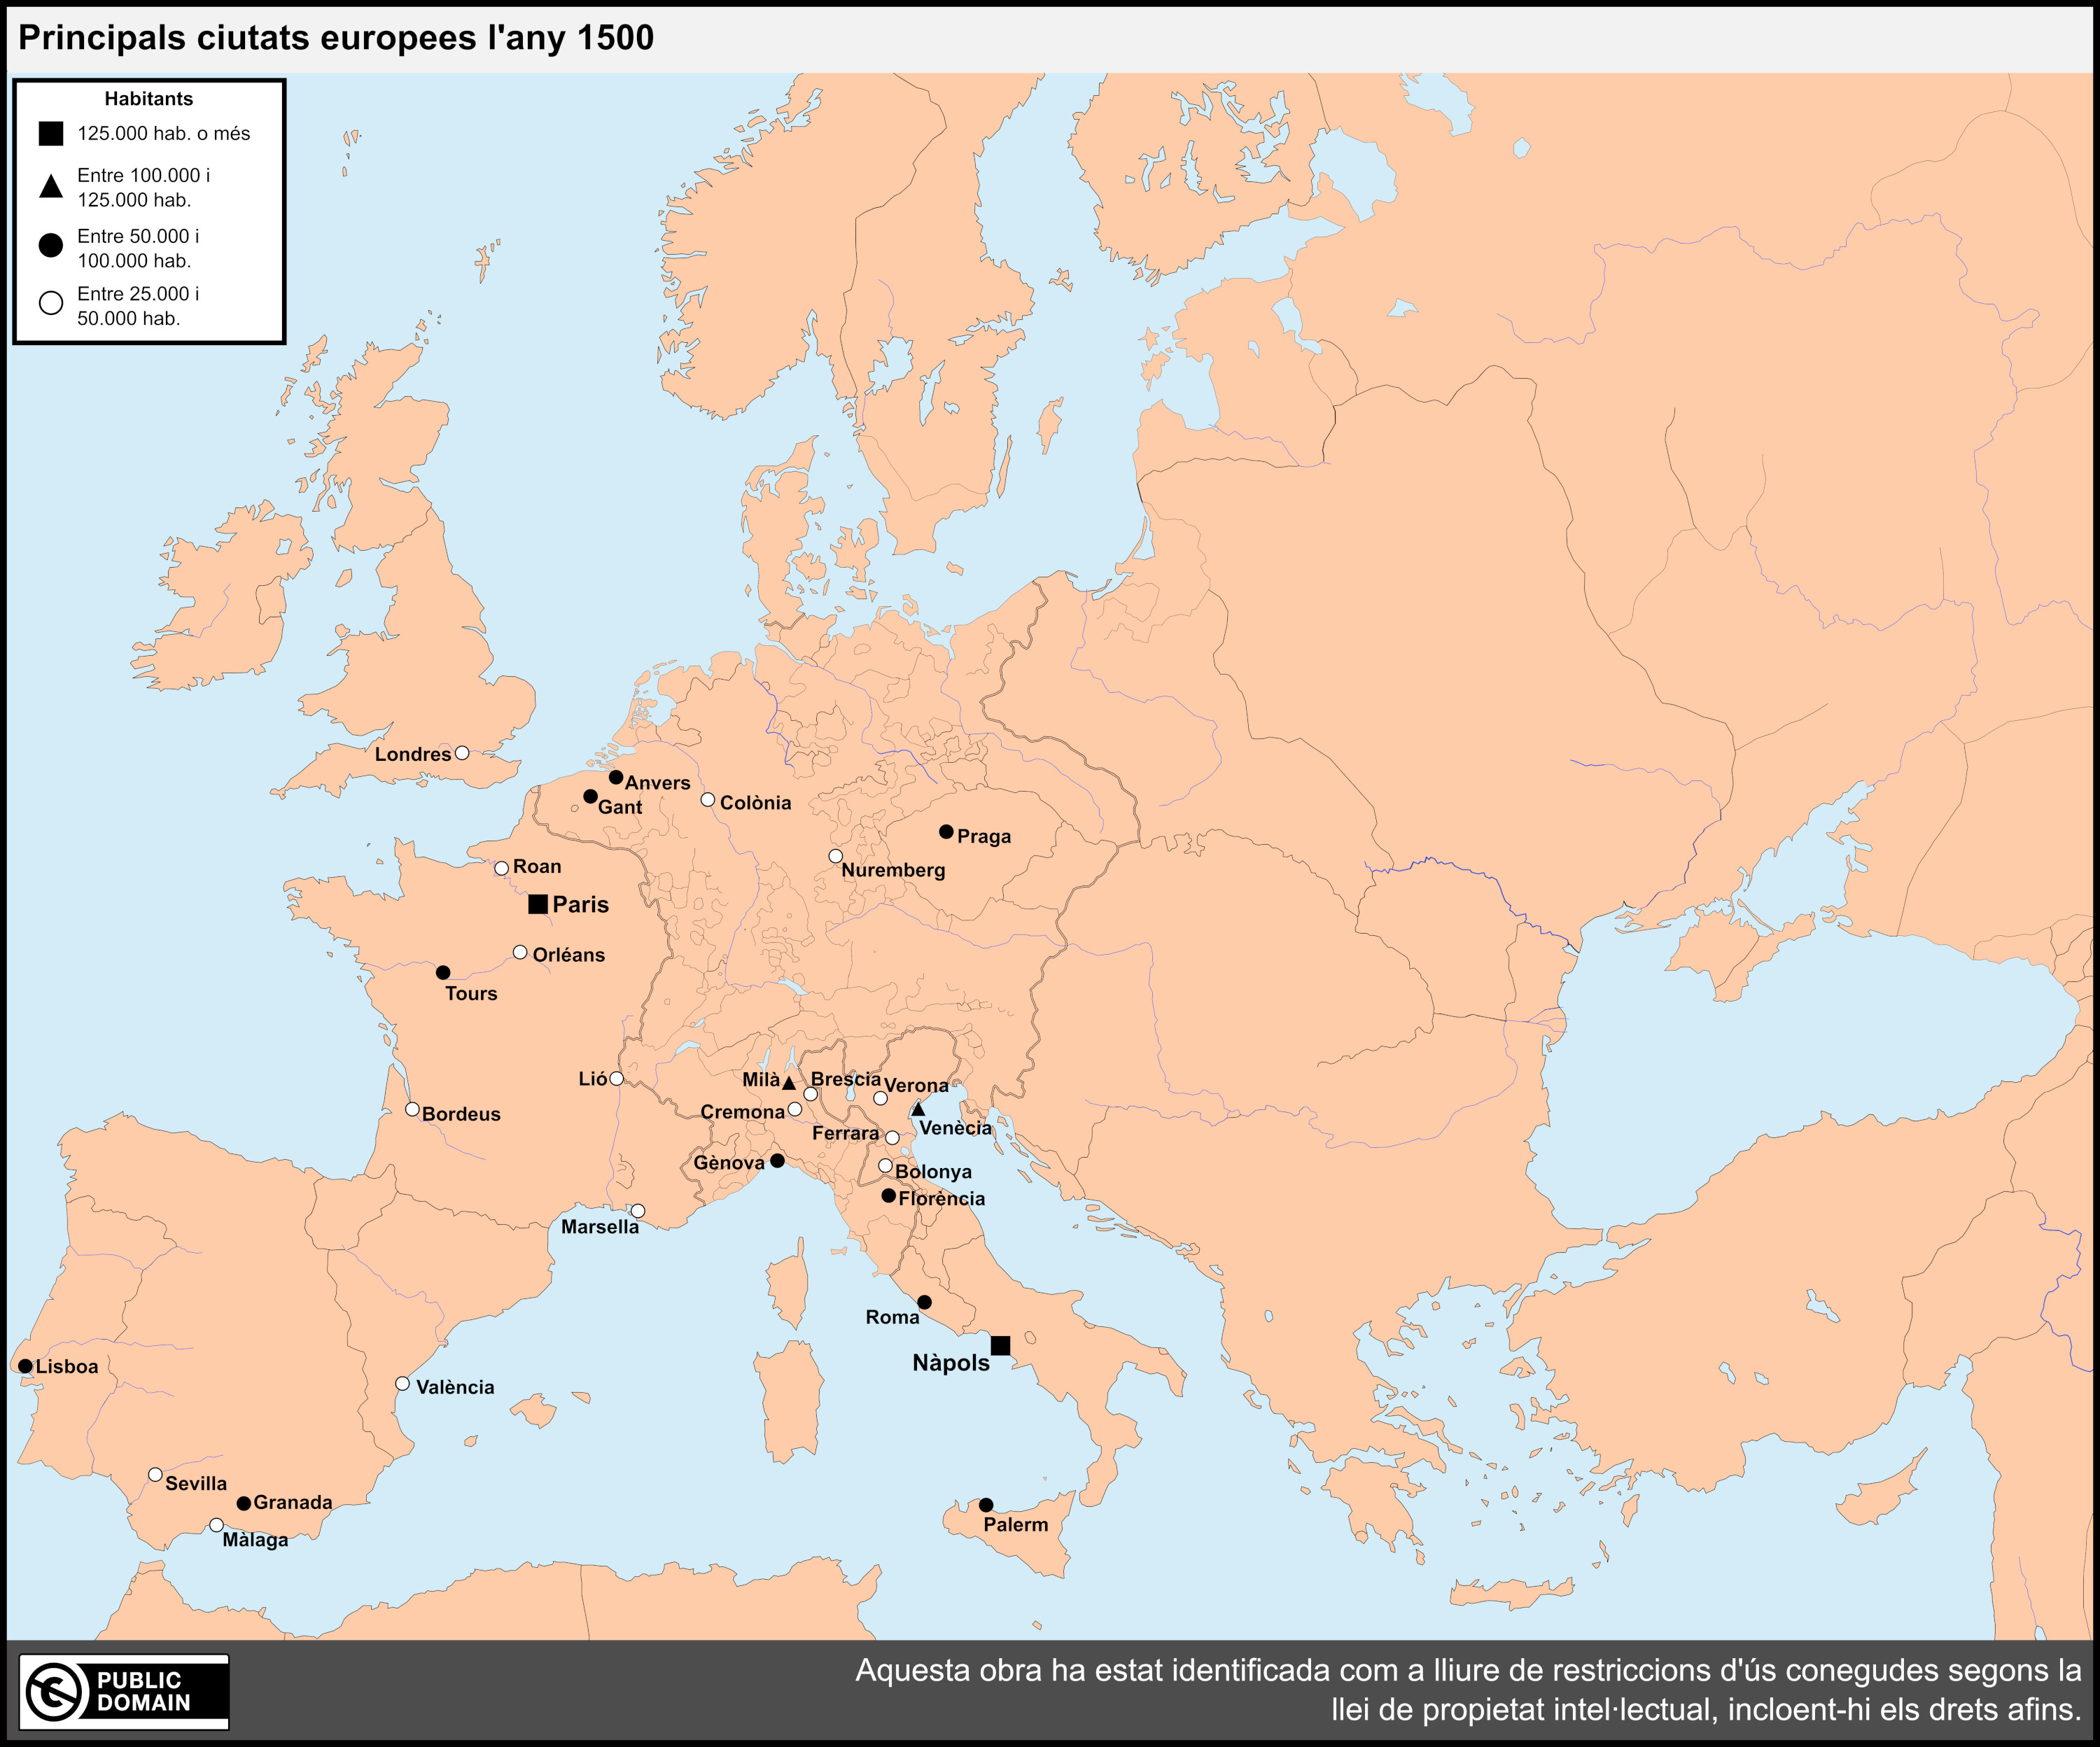 Principals ciutats europees l'any 1500
Habitants
125.000 hab. o més
Entre 100.000 i
125.000 hab.
Entre 50.000 i
100.000 hab.
Entre 25.000 i
50.000 hab.
Londres
Anvers
Gant
Colònia
Praga
Nuremberg
Roan
Paris
Orléans
Tours
Lió
Milà
Brescia
Verona
Cremona
Bordeus
Venècia
Ferrara
Gènova
Bolonya
Florència
Marsella
Roma
Nàpols
Lisboa
València
Sevilla
Granada
Màlaga
Palerm
PUBLIC
DOMAIN
Aquesta obra ha estat identificada com a lliure de restriccions d'ús conegudes segons la
llei de propietat intel·lectual, incloent-hi els drets afins.